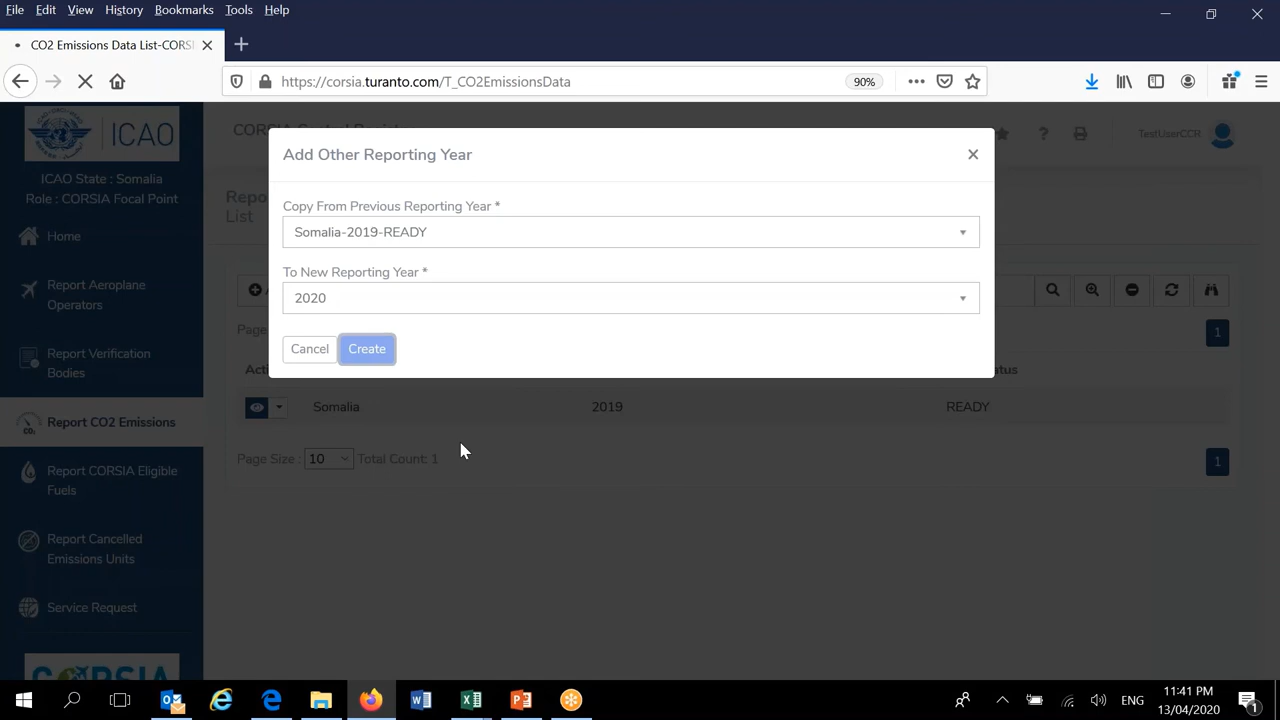 File Edit View History Bookmarks Tools Help
CO2 Emissions Data List-CORSI
https://corsia.turanto.com/T_CO2EmissionsData
90%
ICAO
ICAO State : Somalia
Role : CORSIA Focal Point
TestUserCCR
Add Other Reporting Year
Copy From Previous Reporting Year *
Somalia-2019-READY
To New Reporting Year *
2020
Cancel Create
List
Home
Report Aeroplane
Operators
Report Verification
Bodies
Report CO2 Emissions
Report CORSIA Eligible
Fuels
Report Cancelled
Emissions Units
Service Request
CORSIA
Page
1
Somalia 2019 READY
Page Size : 10 Total Count: 1
1
ENG
11:41 PM
13/04/2020
1